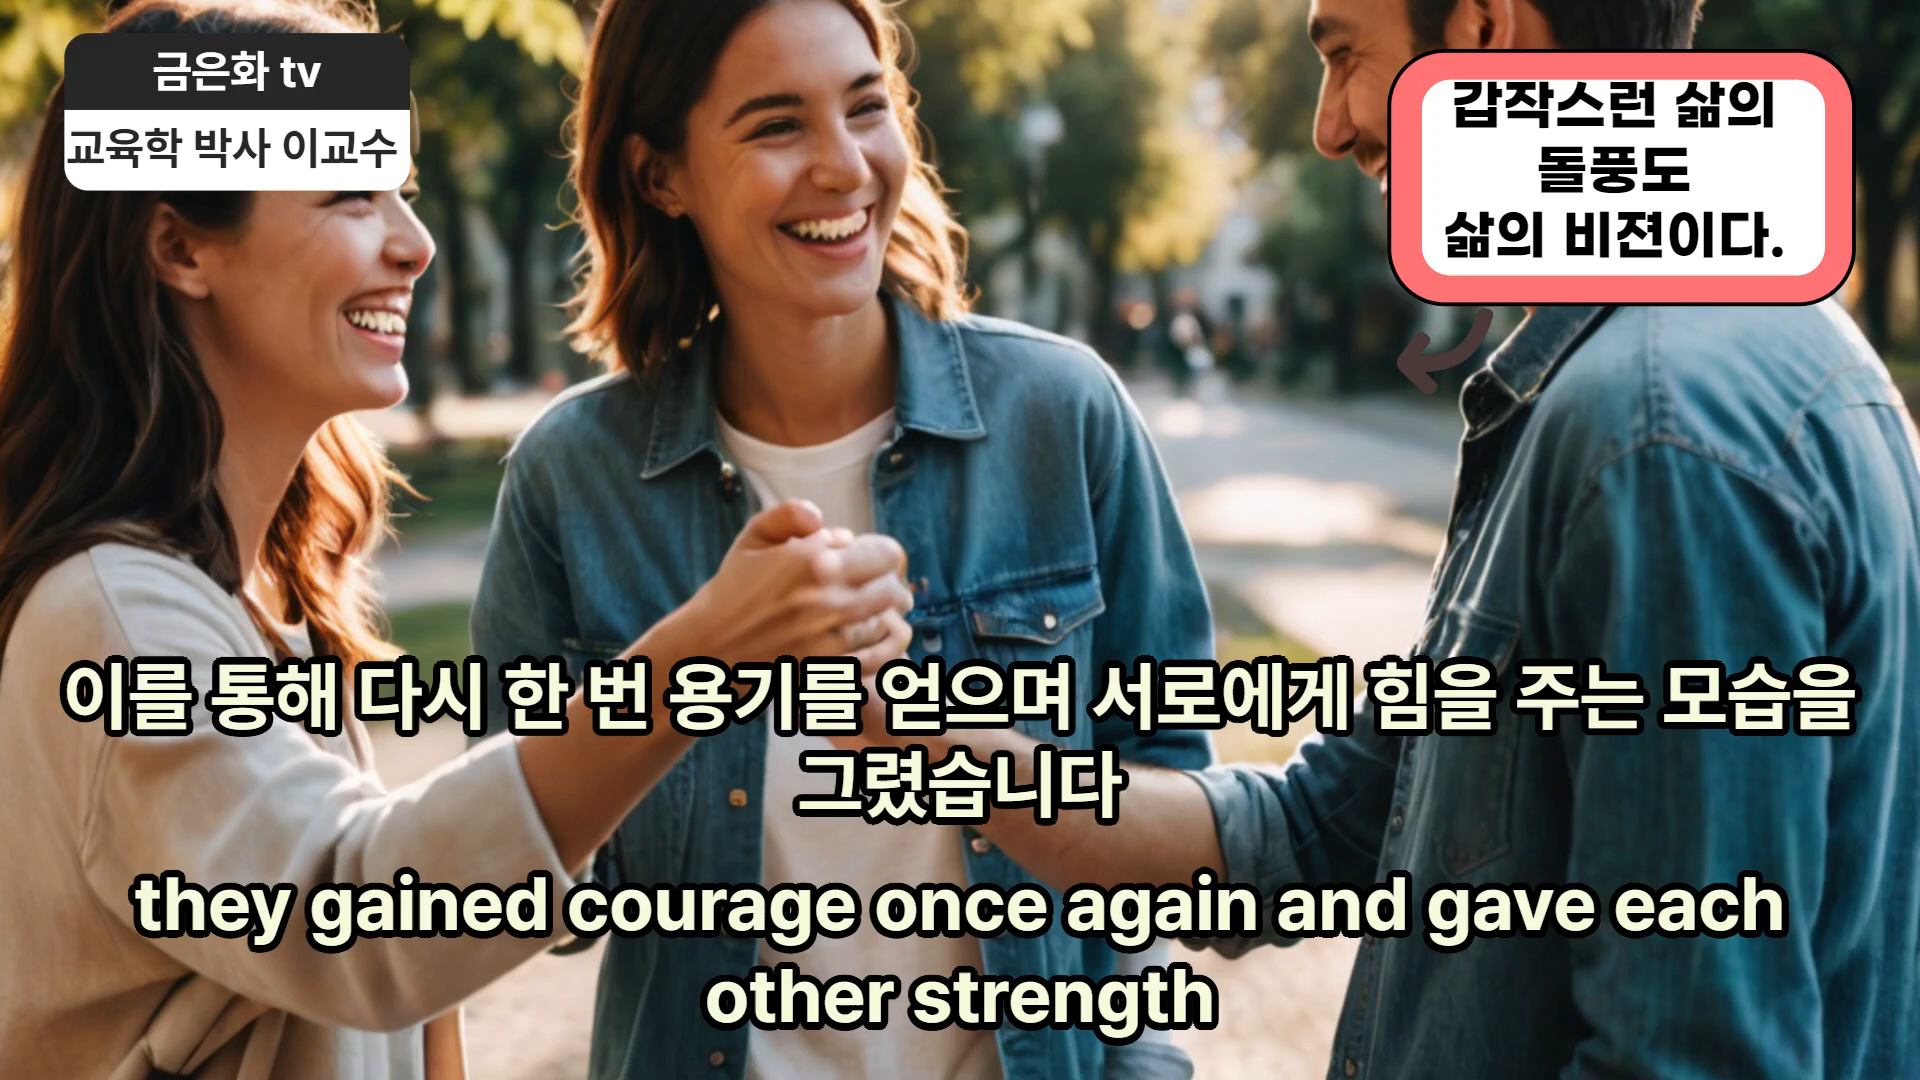 금은화 tv
교육학 박사 이교수
갑작스런 삶의
돌풍도
삶의 비젼이다.
이를 통해 다시 한 번 용기를 얻으며 서로에게 힘을 주는 모습을
그렸습니다
they gained courage once again and gave each
other strength